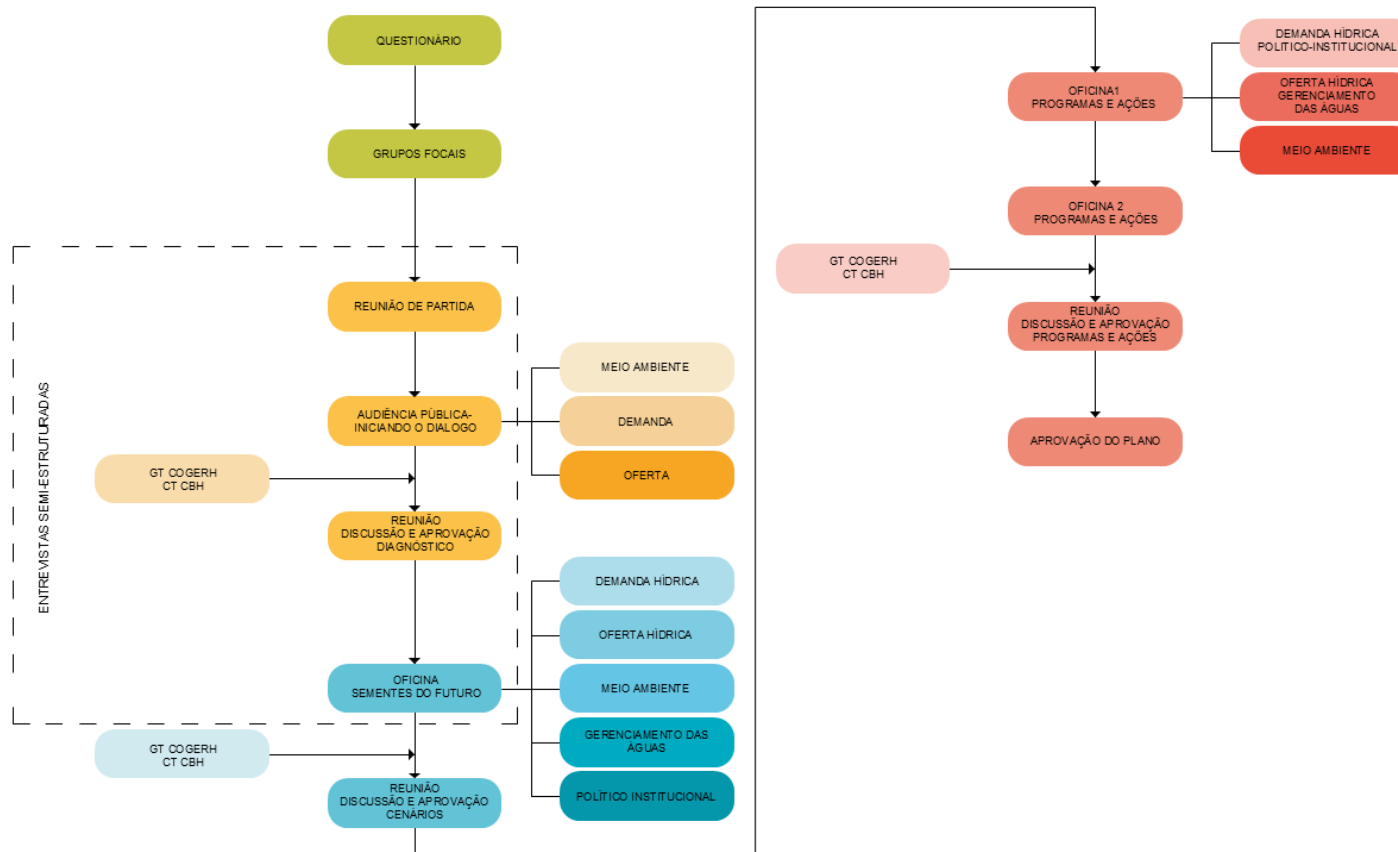 QUESTIONÁRIO
GRUPOS FOCAIS
ENTREVISTAS SEMI-ESTRUTURADAS
REUNIÃO DE PARTIDA
AUDIÊNCIA PÙBLICA-
INICIANDO O DIALOGO
MEIO AMBIENTE
DEMANDA
OFERTA
GT COGERH
CT CBH
REUNIÃO
DISCUSSÃO E APROVAÇÃO
DIAGNÓSTICO
OFICINA
SEMENTES DO FUTURO
DEMANDA HÍDRICA
OFERTA HÌDRICA
MEIO AMBIENTE
GERENCIAMENTO DAS
ÁGUAS
POLÍTICO INSTITUCIONAL
GT COGERH
CT CBH
REUNIÃO
DISCUSSÃO E APROVAÇÃO
CENÁRIOS
OFICINA1
PROGRAMAS E AÇÕES
DEMANDA HÍDRICA
POLITICO-INSTITUCIONAL
OFERTA HÍDRICA
GERENCIAMENTO
DAS ÁGUAS
MEIO AMBIENTE
OFICINA 2
PROGRAMAS E AÇÕES
GT COGERH
CT CBH
REUNIÃO
DISCUSSÃO E APROVAÇÃO
PROGRAMAS E AÇÕES
APROVAÇÃO DO PLANO